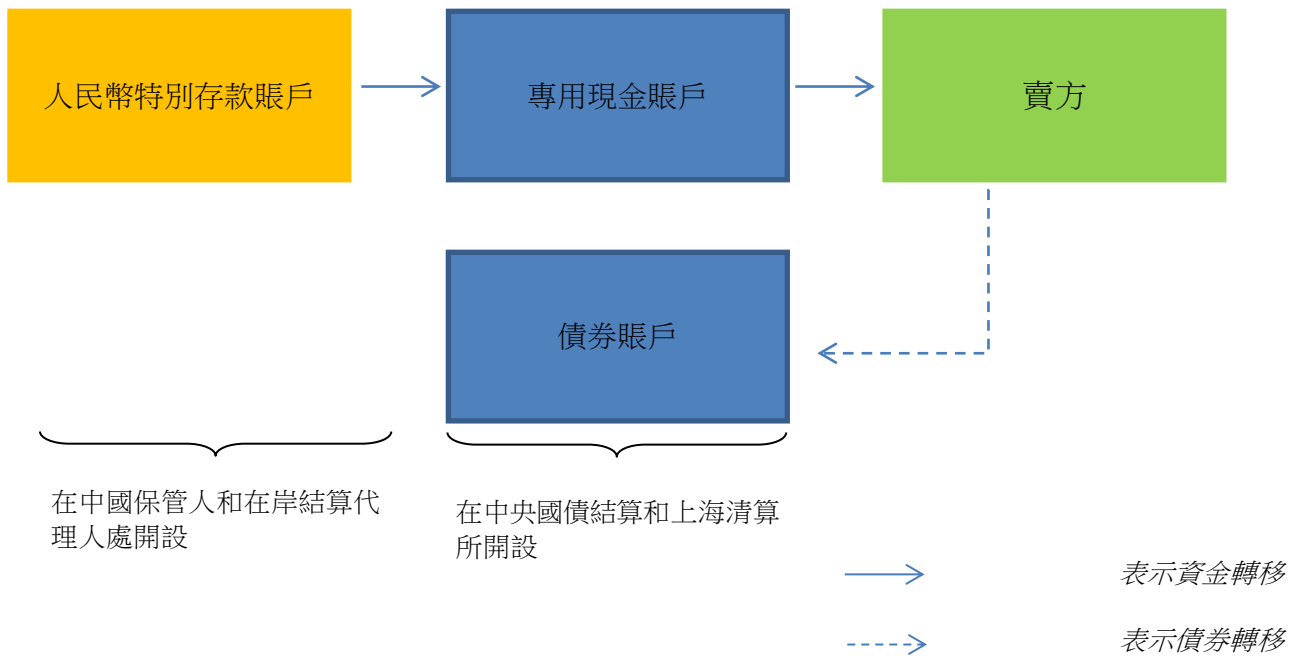 人民幣特別存款賬戶
專用現金賬戶
賣方
債券賬戶
在中國保管人和在岸結算代
理人處開設
在中央國債結算和上海清算
所開設
表示資金轉移
表示債券轉移